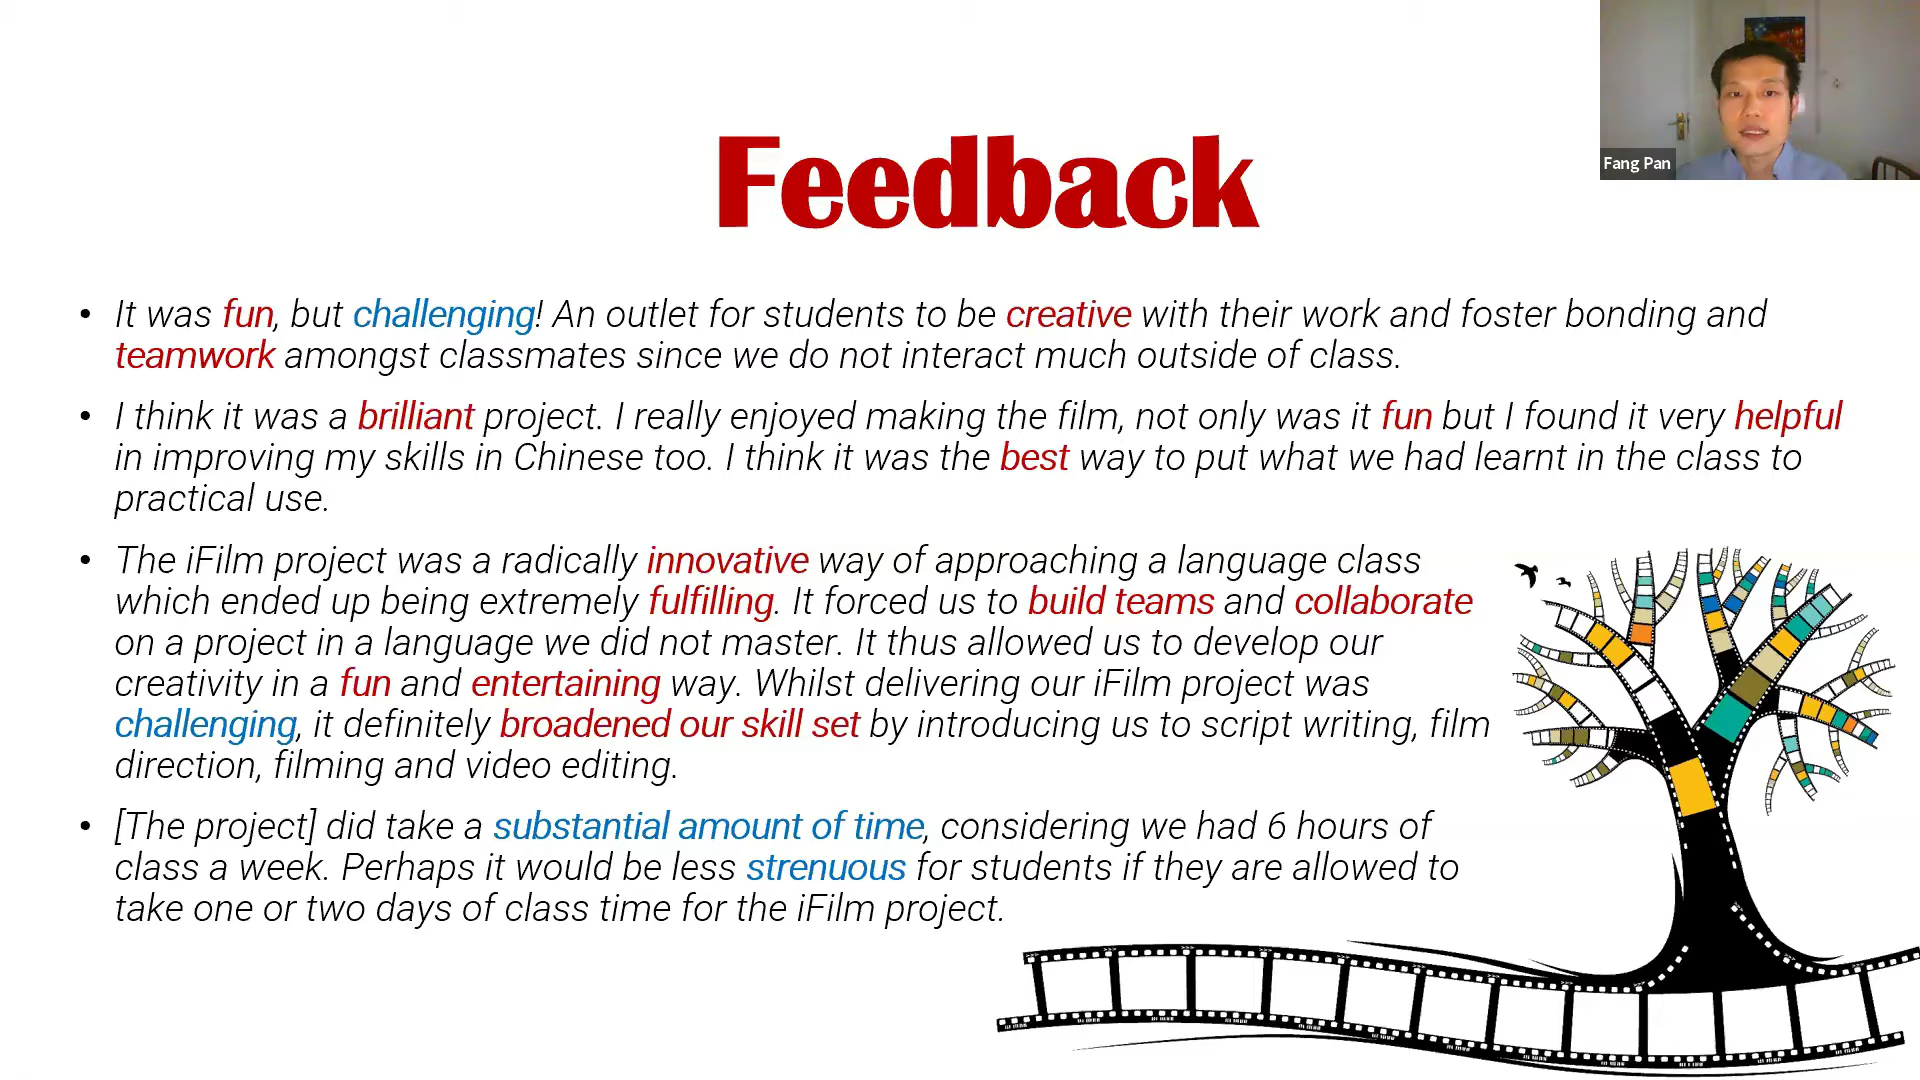 Fang Pan
Feedback
• It was fun, but challenging! An outlet for students to be creative with their work and foster bonding and
teamwork amongst classmates since we do not interact much outside of class.
• I think it was a brilliant project. I really enjoyed making the film, not only was it fun but I found it very helpful
in improving my skills in Chinese too. I think it was the best way to put what we had learnt in the class to
practical use.
• The iFilm project was a radically innovative way of approaching a language class
which ended up being extremely fulfilling. It forced us to build teams and collaborate
on a project in a language we did not master. It thus allowed us to develop our
creativity in a fun and entertaining way. Whilst delivering our iFilm project was
challenging, it definitely broadened our skill set by introducing us to script writing, film
direction, filming and video editing.
• [The project] did take a substantial amount of time, considering we had 6 hours of
class a week. Perhaps it would be less strenuous for students if they are allowed to
take one or two days of class time for the iFilm project.